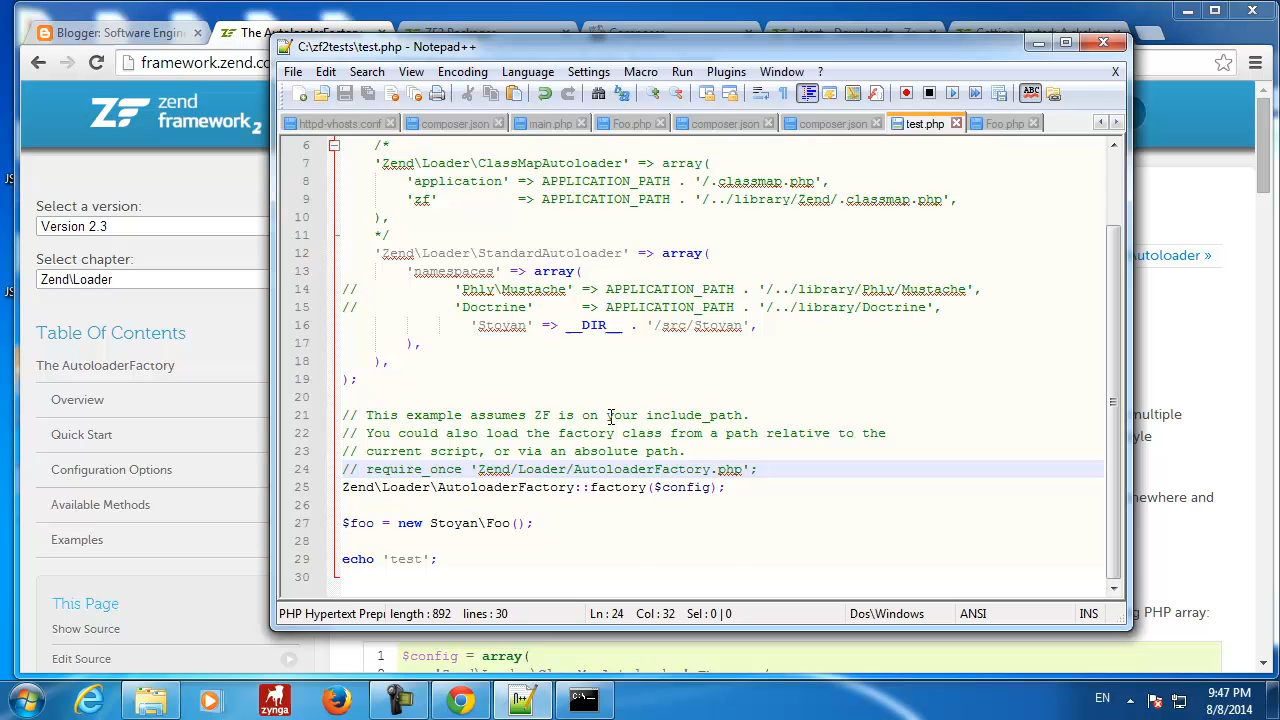 Blogger: Software Engin
The AutoloaderFactory
ZF2 Packages
Composer
framework.zend.co
C:\zf2tests\test.php - Notepad++
File Edit Search View Encoding Language Settings Macro Run Plugins Window ? X
httpd-vhosts.conf composer.json main.php Foo.php composer.json composer.json test.php Foo.php
zend
framework 2
Select a version:
Version 2.3
Select chapter:
Zend\Loader
Table Of Contents
The AutoloaderFactory
Overview
Quick Start
Configuration Options
Available Methods
Examples
This Page
Show Source
Edit Source
6 /*
7 'Zend\Loader\ClassMapAutoloader' => array(
8 'application' => APPLICATION_PATH . '/.classmap.php',
9 'zf' => APPLICATION_PATH . '/../library/Zend/.classmap.php',
10 ),
11 */
12 'Zend\Loader\StandardAutoloader' => array(
13 'namespaces' => array(
14 // 'Phly\Mustache' => APPLICATION_PATH . '/../library/Phly/Mustache',
15 // 'Doctrine' => APPLICATION_PATH . '/../library/Doctrine',
16 'Stoyan' => __DIR__ . '/src/Stoyan',
17 ),
18 ),
19 );
20
21 // This example assumes ZF is on your include_path.
22 // You could also load the factory class from a path relative to the
23 // current script, or via an absolute path.
24 // require_once 'Zend/Loader/AutoloaderFactory.php';
25 Zend\Loader\AutoloaderFactory::factory($config);
26
27 $foo = new Stoyan\Foo();
28
29 echo 'test';
30
PHP Hypertext Prepr length : 892 lines : 30 Ln : 24 Col : 32 Sel : 0 | 0 Dos\Windows ANSI INS
Autoloader »
multiple
tyle
mewhere and
ng PHP array:
1 $config = array(
zynga
EN
9:47 PM
8/8/2014